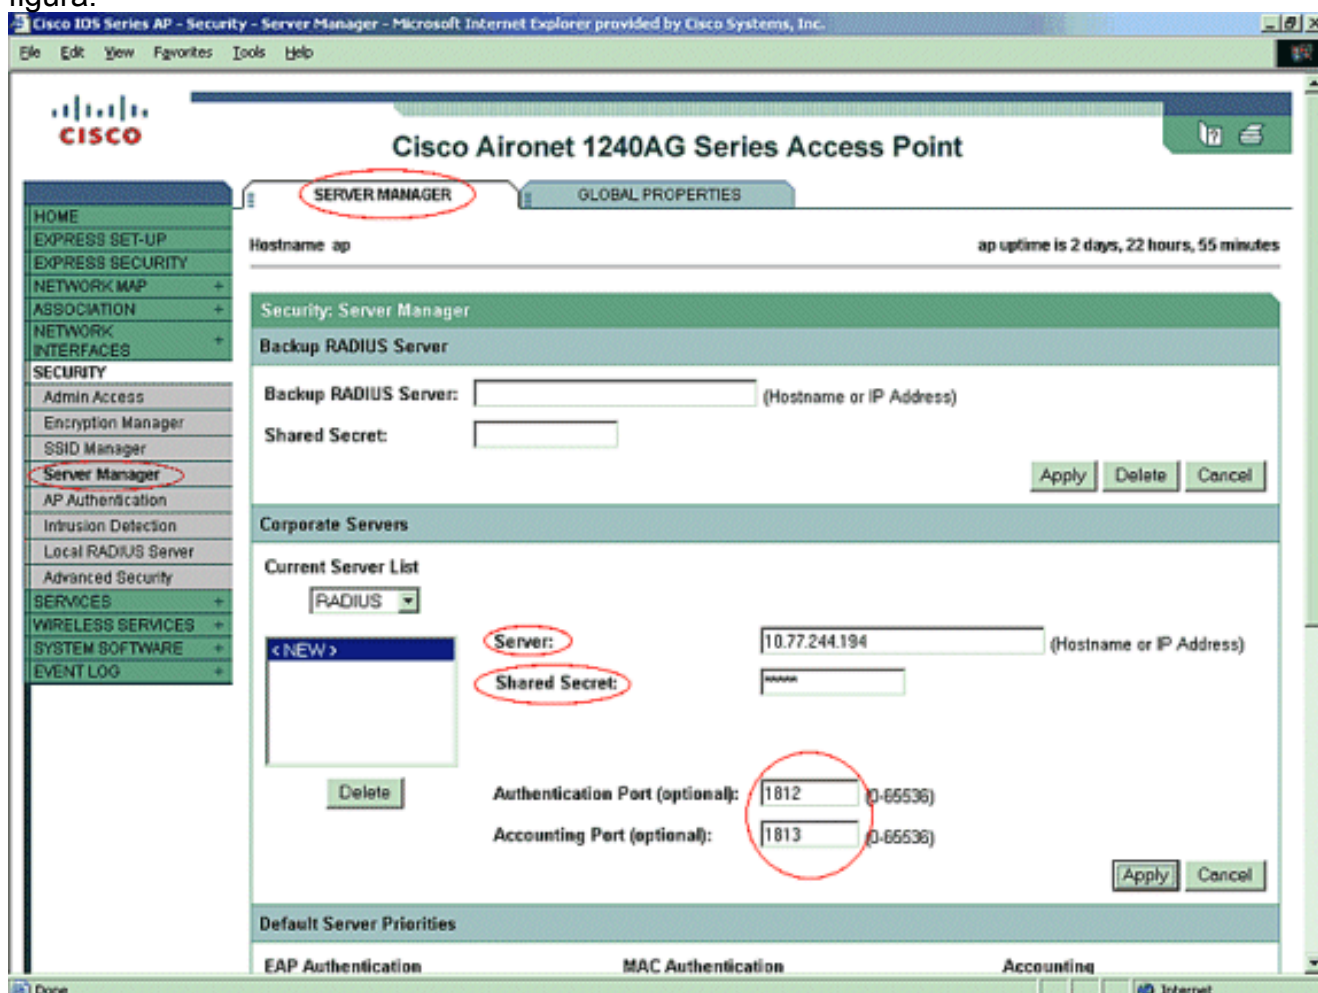 figura.
Cisco IOS Series AP - Security - Server Manager - Microsoft Internet Explorer provided by Cisco Systems, Inc.
File Edit View Favorites Tools Help
CISCO
Cisco Aironet 1240AG Series Access Point
SERVER MANAGER
GLOBAL PROPERTIES
HOME
EXPRESS SET-UP
EXPRESS SECURITY
NETWORK MAP +
ASSOCIATION +
NETWORK
INTERFACES +
SECURITY
Admin Access
Encryption Manager
SSID Manager
Server Manager
AP Authentication
Intrusion Detection
Local RADIUS Server
Advanced Security
SERVICES +
WIRELESS SERVICES +
SYSTEM SOFTWARE +
EVENT LOG +
Hostname ap
ap uptime is 2 days, 22 hours, 55 minutes
Security: Server Manager
Backup RADIUS Server
Backup RADIUS Server: (Hostname or IP Address)
Shared Secret:
Apply Delete Cancel
Corporate Servers
Current Server List
RADIUS
< NEW >
Delete
Server: 10.77.244.194 (Hostname or IP Address)
Shared Secret: *****
Authentication Port (optional): 1812 (0-65536)
Accounting Port (optional): 1813 (0-65536)
Apply Cancel
Default Server Priorities
EAP Authentication MAC Authentication Accounting
Done Internet